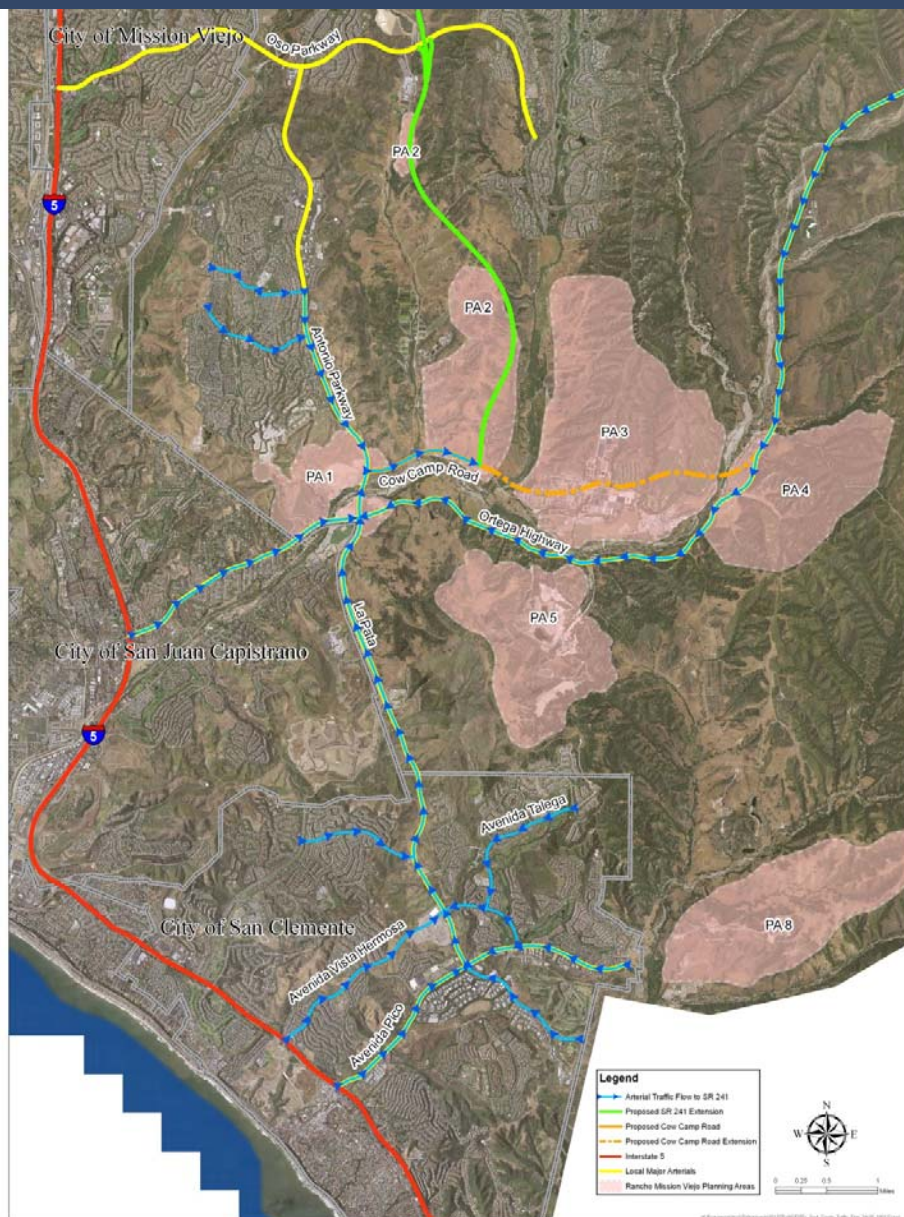 City of Mission Viejo
Oso Parkway
PA 2
5
PA 2
Antonio Parkway
PA 3
Cow Camp Road
PA 1
PA 4
Ortega Highway
La Pata
PA 5
City of San Juan Capistrano
5
Avenida Talega
City of San Clemente
PA 8
Avenida Vista Hermosa
Avenida Pico
Legend
Arterial Traffic Flow to SR 241
Proposed SR 241 Extension
Proposed Cow Camp Road
Proposed Cow Camp Road Extension
Interstate 5
Local Major Arterials
Rancho Mission Viejo Planning Areas
N
W E
S
0 0.25 0.5 1
Miles